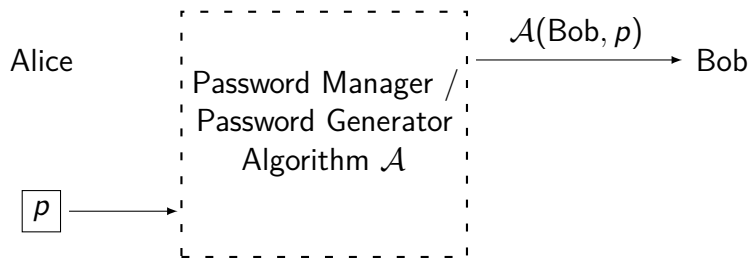 𝒜(Bob, p)
Alice
Bob
Password Manager /
Password Generator
Algorithm 𝒜
p